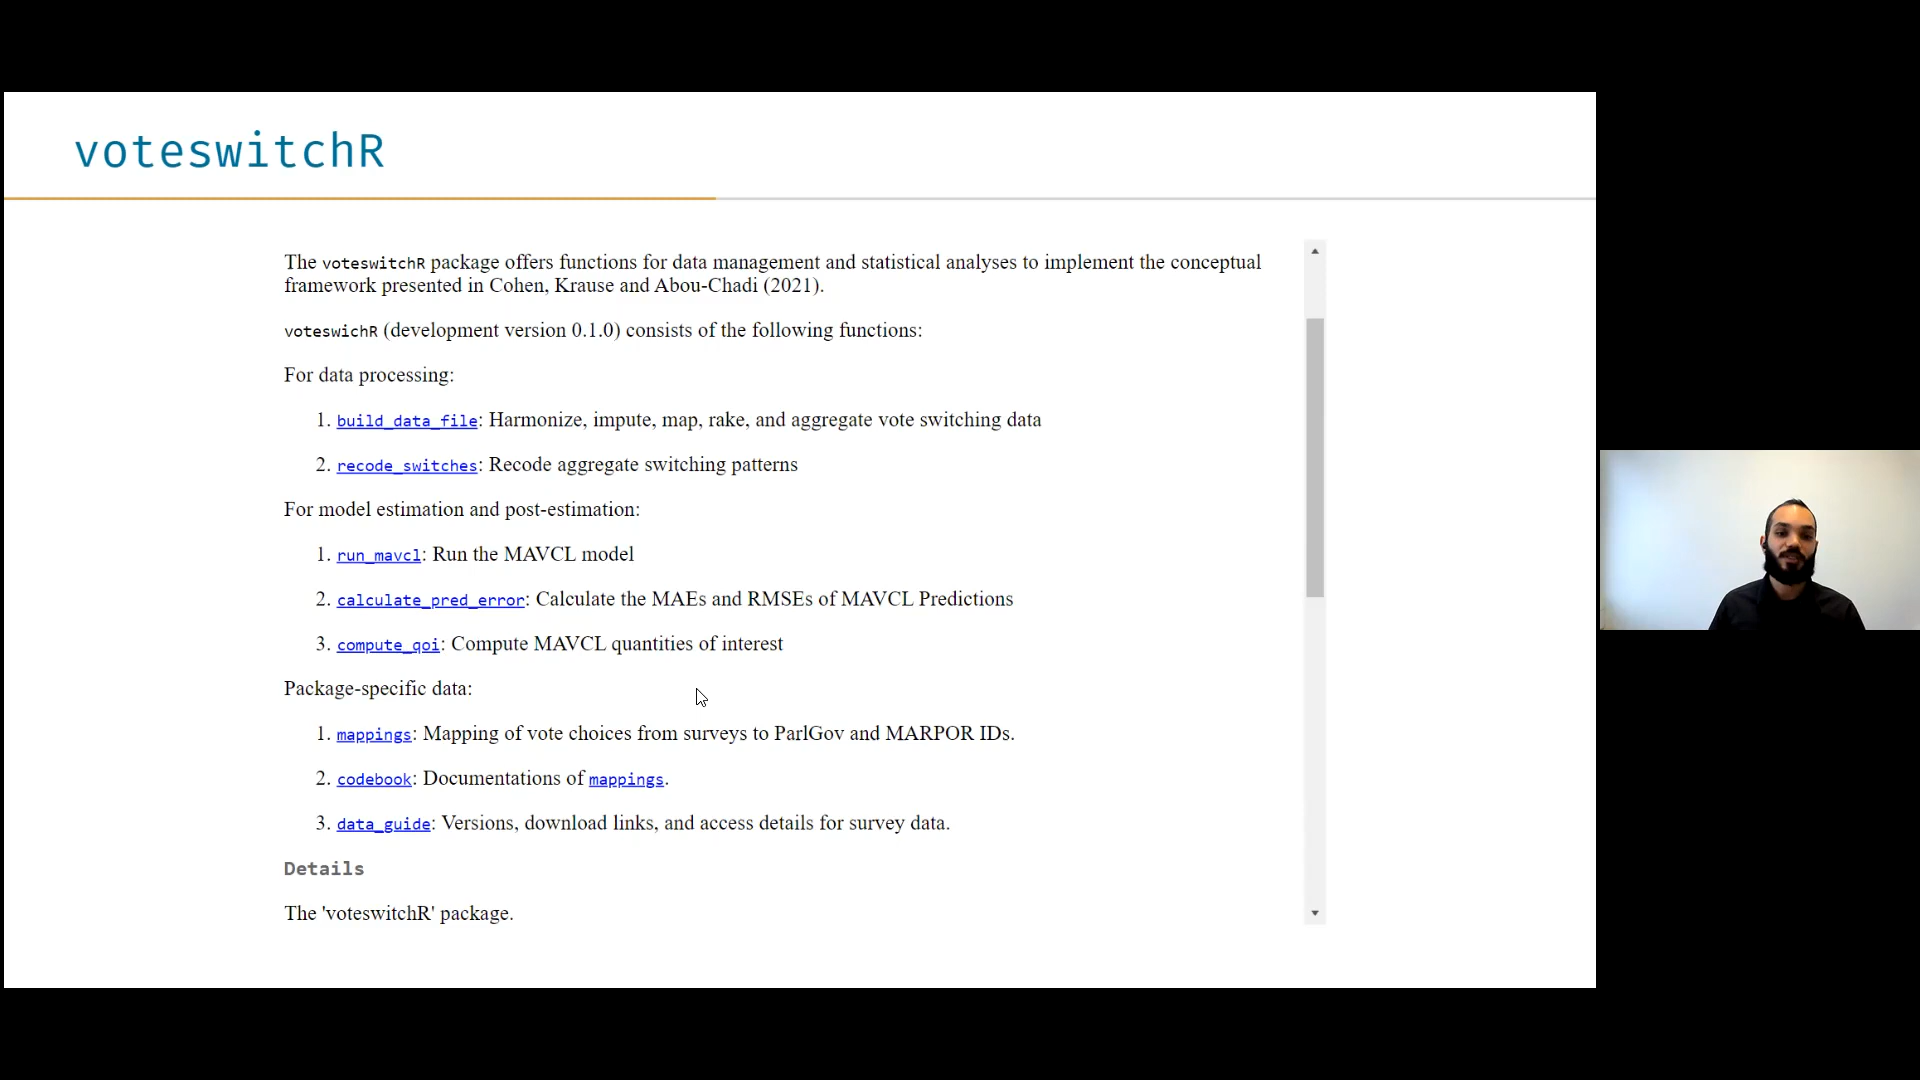 voteswitchR
The voteswitchR package offers functions for data management and statistical analyses to implement the conceptual
framework presented in Cohen, Krause and Abou-Chadi (2021).
voteswichR (development version 0.1.0) consists of the following functions:
For data processing:
1. build_data_file: Harmonize, impute, map, rake, and aggregate vote switching data
2. recode_switches: Recode aggregate switching patterns
For model estimation and post-estimation:
1. run_mavcl: Run the MAVCL model
2. calculate_pred_error: Calculate the MAEs and RMSEs of MAVCL Predictions
3. compute_qoi: Compute MAVCL quantities of interest
Package-specific data:
1. mappings: Mapping of vote choices from surveys to ParlGov and MARPOR IDs.
2. codebook: Documentations of mappings.
3. data_guide: Versions, download links, and access details for survey data.
Details
The 'voteswitchR' package.